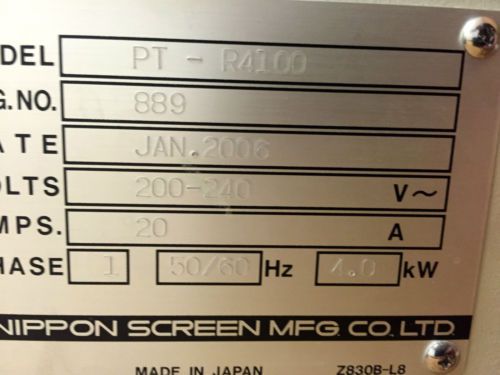 ODEL PT - R4100
G.NO. 889
ATE JAN.2006
OLTS 200-240 V~
MPS. 20 A
HASE 1 50/60 Hz 4.0 kW
NIPPON SCREEN MFG. CO. LTD.
MADE IN JAPAN Z830B-L8